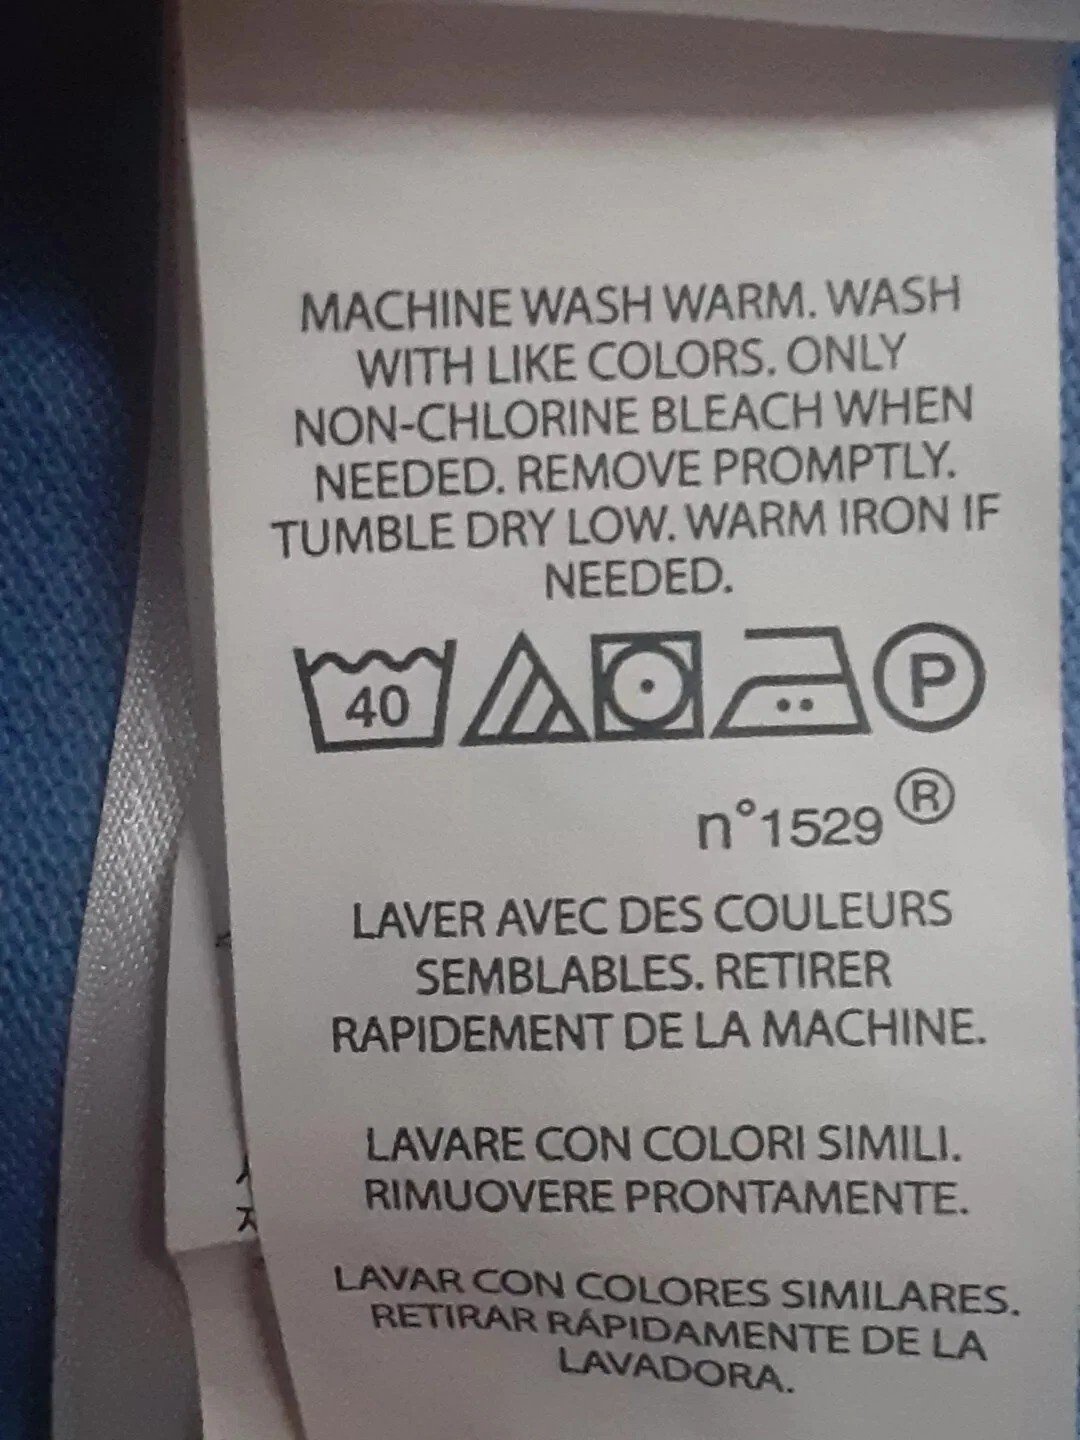 MACHINE WASH WARM. WASH
WITH LIKE COLORS. ONLY
NON-CHLORINE BLEACH WHEN
NEEDED. REMOVE PROMPTLY.
TUMBLE DRY LOW. WARM IRON IF
NEEDED.
40 P
n°1529 ®
LAVER AVEC DES COULEURS
SEMBLABLES. RETIRER
RAPIDEMENT DE LA MACHINE.
LAVARE CON COLORI SIMILI.
RIMUOVERE PRONTAMENTE.
LAVAR CON COLORES SIMILARES.
RETIRAR RÁPIDAMENTE DE LA
LAVADORA.